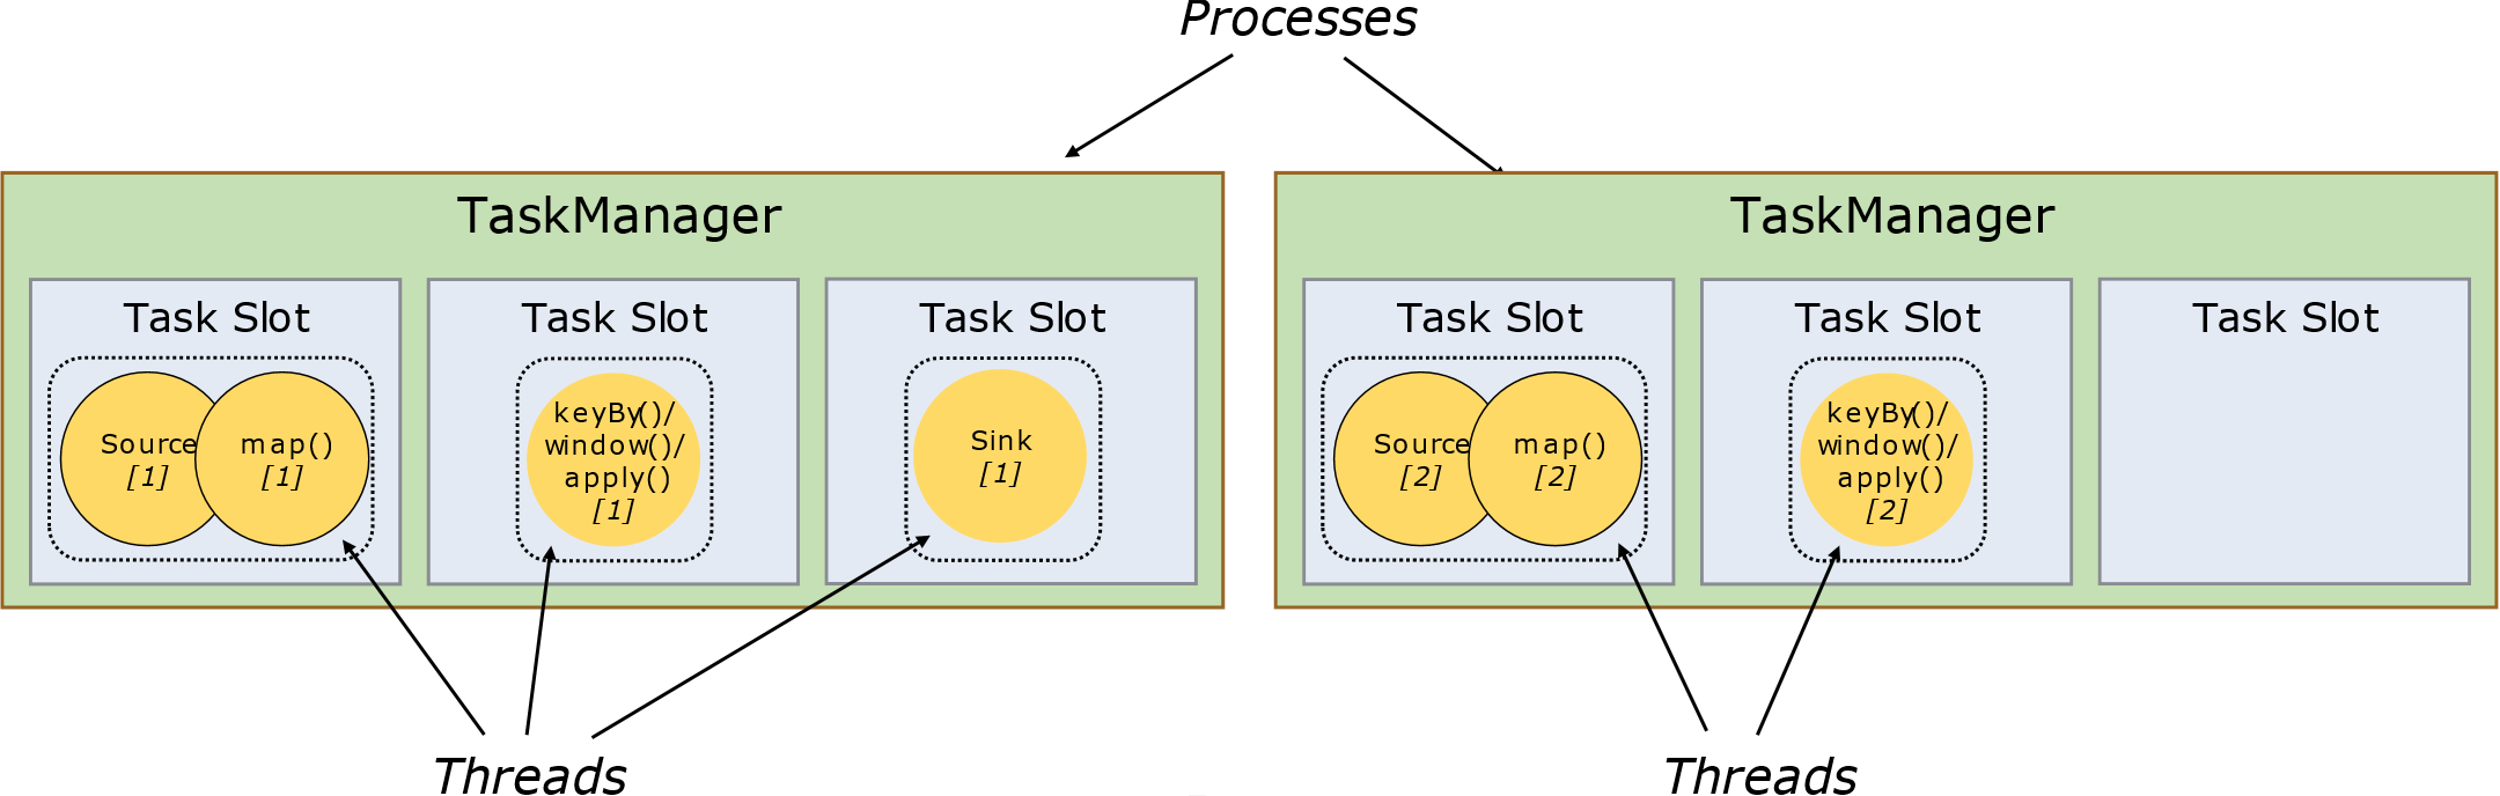 Processes
TaskManager
Task Slot
Source
[1]
map()
[1]
Task Slot
keyBy()/
window()/
apply()
[1]
Task Slot
Sink
[1]
TaskManager
Task Slot
Source
[2]
map()
[2]
Task Slot
keyBy()/
window()/
apply()
[2]
Task Slot
Threads
Threads